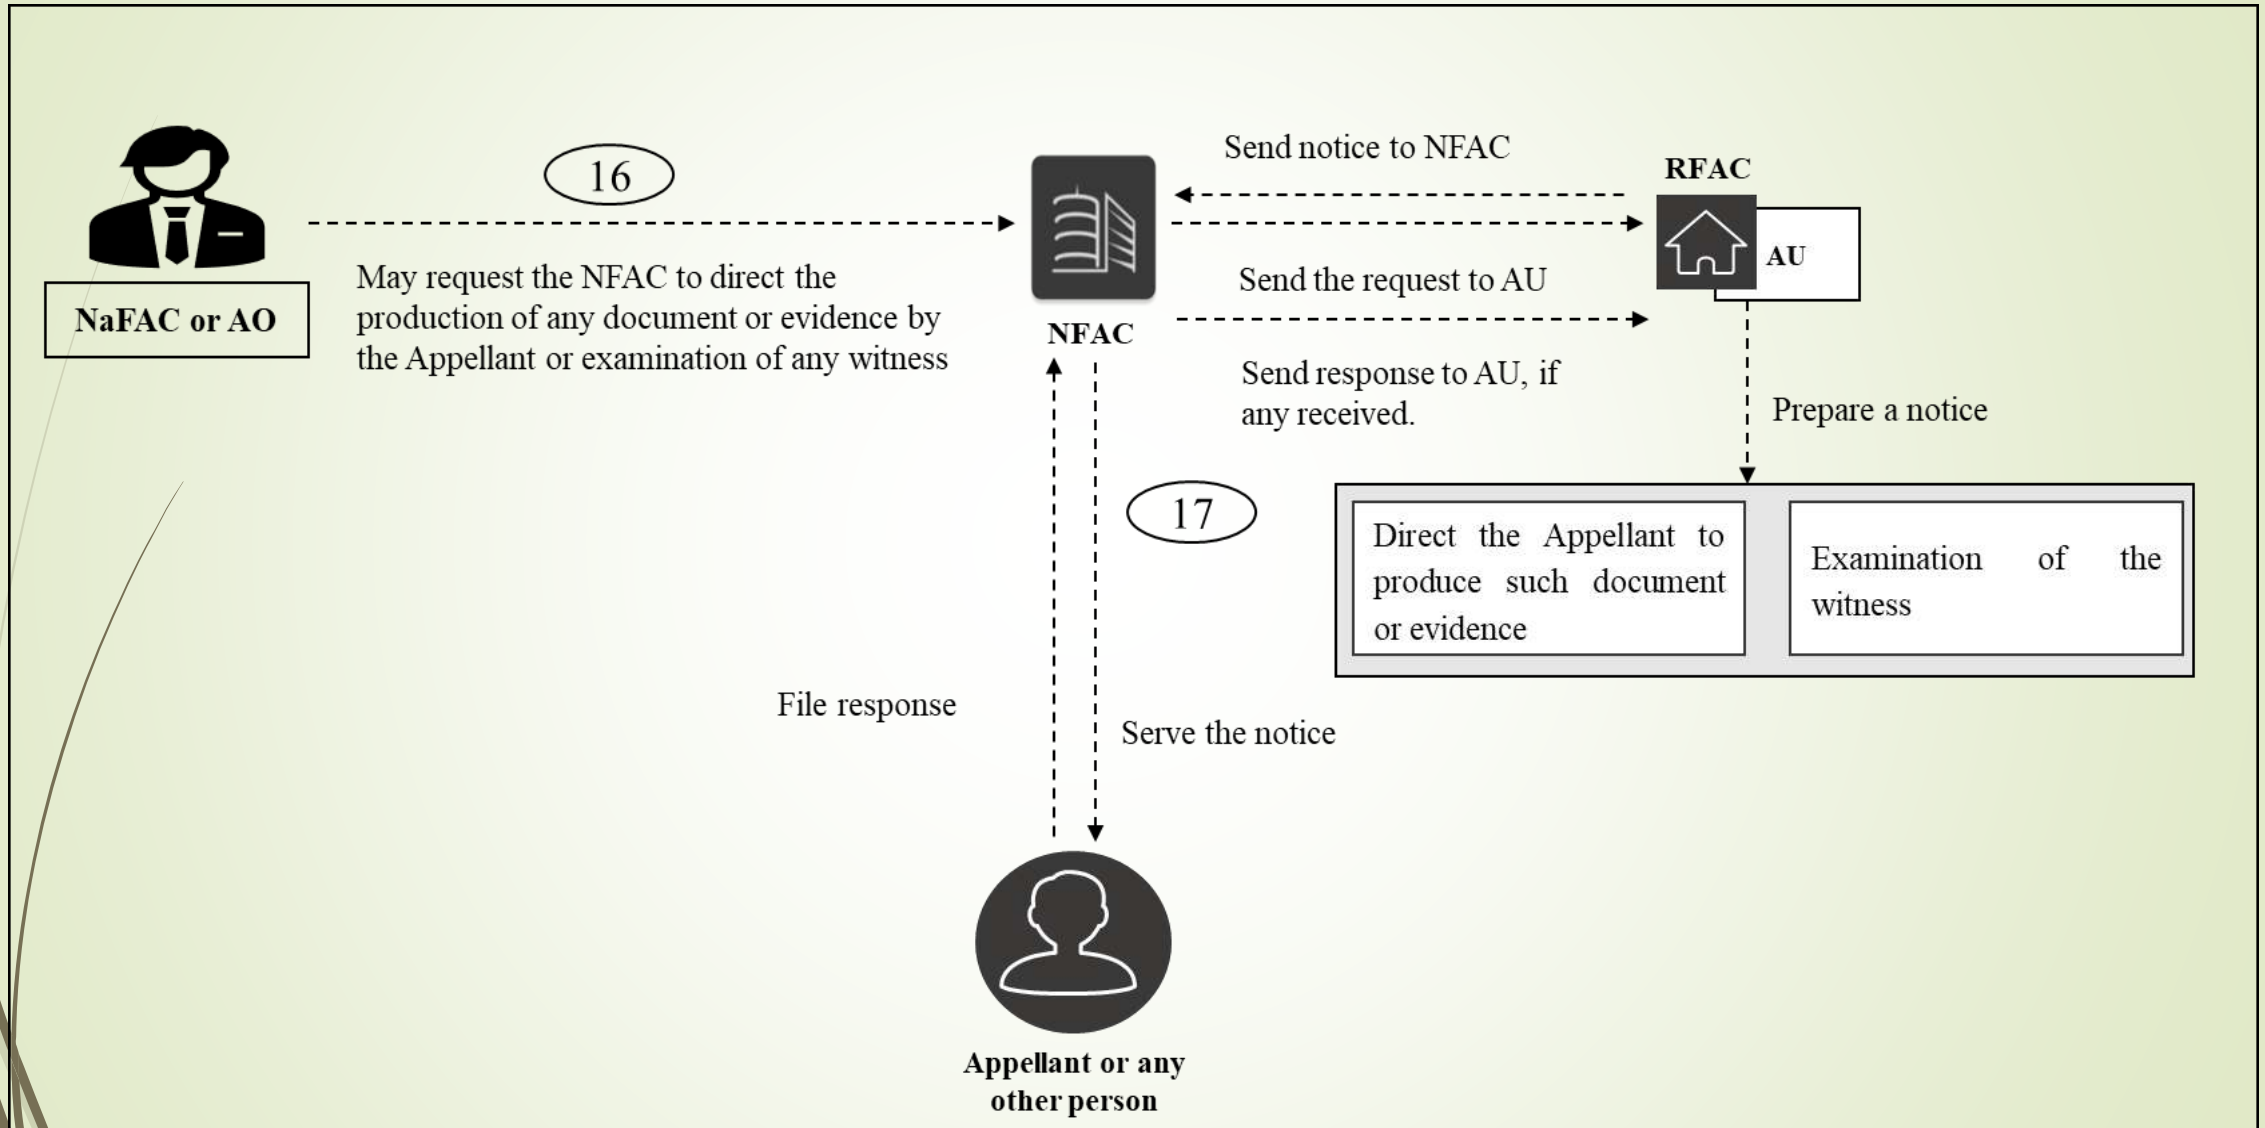 16
NaFAC or AO
May request the NFAC to direct the
production of any document or evidence by
the Appellant or examination of any witness
NFAC
Send notice to NFAC
Send the request to AU
Send response to AU, if
any received.
RFAC
AU
Prepare a notice
Direct the Appellant to
produce such document
or evidence
Examination of the
witness
17
File response
Serve the notice
Appellant or any
other person